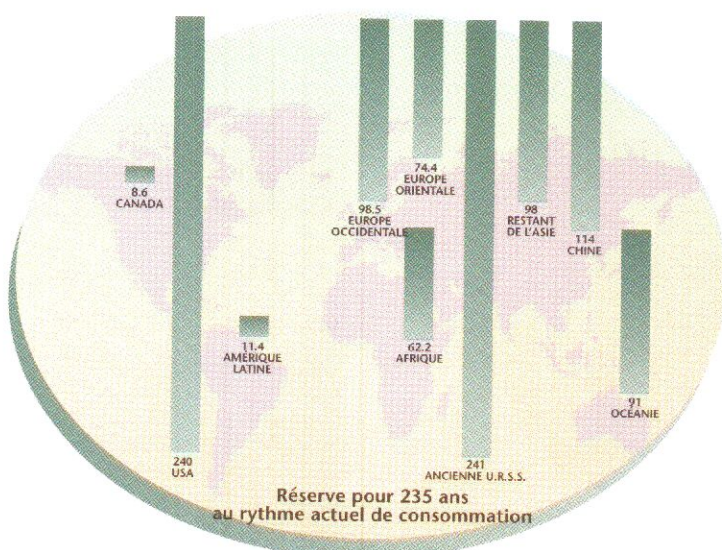 8.6
CANADA
240
USA
11.4
AMÉRIQUE
LATINE
98.5
EUROPE
OCCIDENTALE
74.4
EUROPE
ORIENTALE
62.2
AFRIQUE
241
ANCIENNE U.R.S.S.
98
RESTANT
DE L'ASIE
114
CHINE
91
OCÉANIE
Réserve pour 235 ans
au rythme actuel de consommation